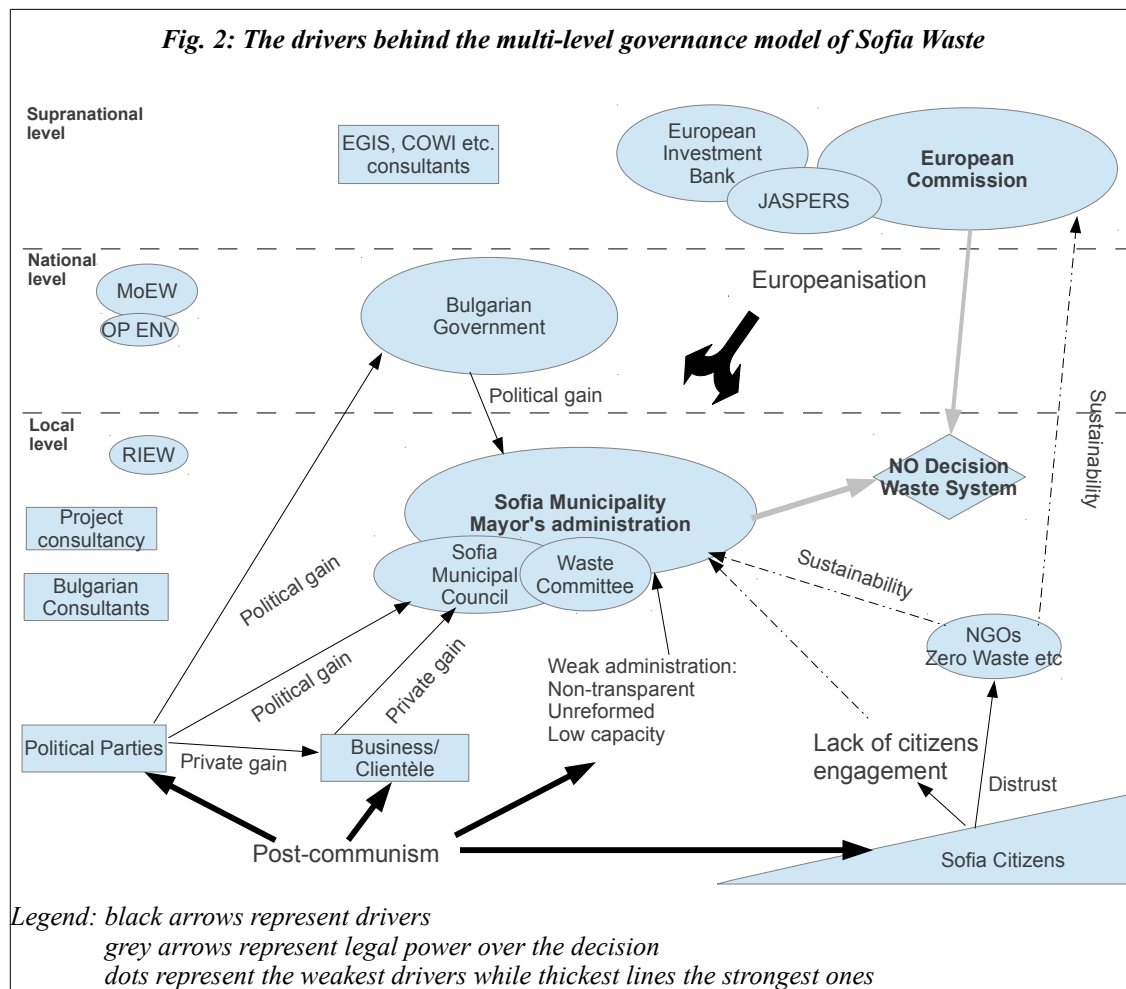 Fig. 2: The drivers behind the multi-level governance model of Sofia Waste
Supranational
level
EGIS, COWI etc.
consultants
European
Investment
Bank
JASPERS
European
Commission
National
level
MoEW
OP ENV
Bulgarian
Government
Europeanisation
Political gain
Sustainability
Local
level
RIEW
Project
consultancy
Bulgarian
Consultants
Sofia Municipality
Mayor's administration
Sofia
Municipal
Council
Waste
Committee
NO Decision
Waste System
Sustainability
NGOs
Zero Waste etc
Political gain
Political gain
Private gain
Weak administration:
Non-transparent
Unreformed
Low capacity
Political Parties
Private gain
Business/
Clientèle
Lack of citizens
engagement
Distrust
Post-communism
Sofia Citizens
Legend: black arrows represent drivers
grey arrows represent legal power over the decision
dots represent the weakest drivers while thickest lines the strongest ones